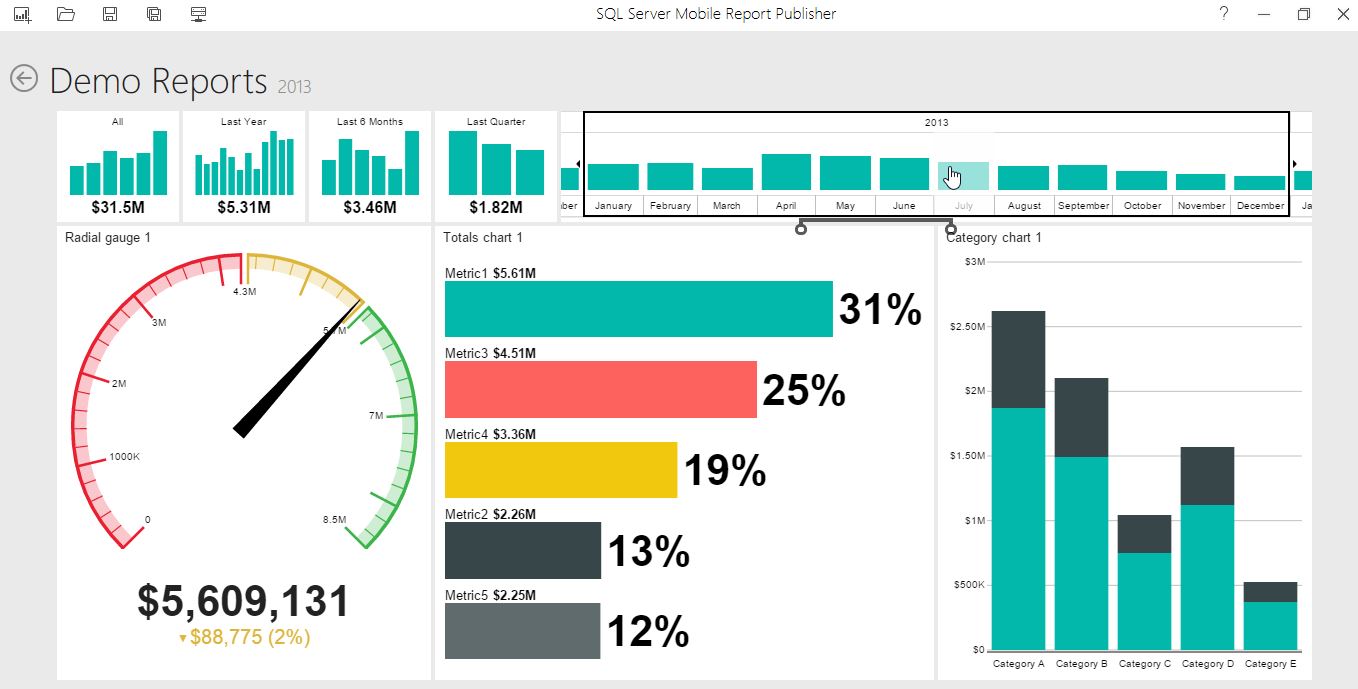 SQL Server Mobile Report Publisher
?
Demo Reports 2013
All
$31.5M
Last Year
$5.31M
Last 6 Months
$3.46M
Last Quarter
$1.82M
2013
ber January February March April May June July August September October November December Ja
Radial gauge 1
0
1000K
2M
3M
4.3M
7M
8.5M
$5,609,131
▼$88,775 (2%)
Totals chart 1
Metric1 $5.61M
31%
Metric3 $4.51M
25%
Metric4 $3.36M
19%
Metric2 $2.26M
13%
Metric5 $2.25M
12%
Category chart 1
$3M
$2.50M
$2M
$1.50M
$1M
$500K
$0
Category A Category B Category C Category D Category E